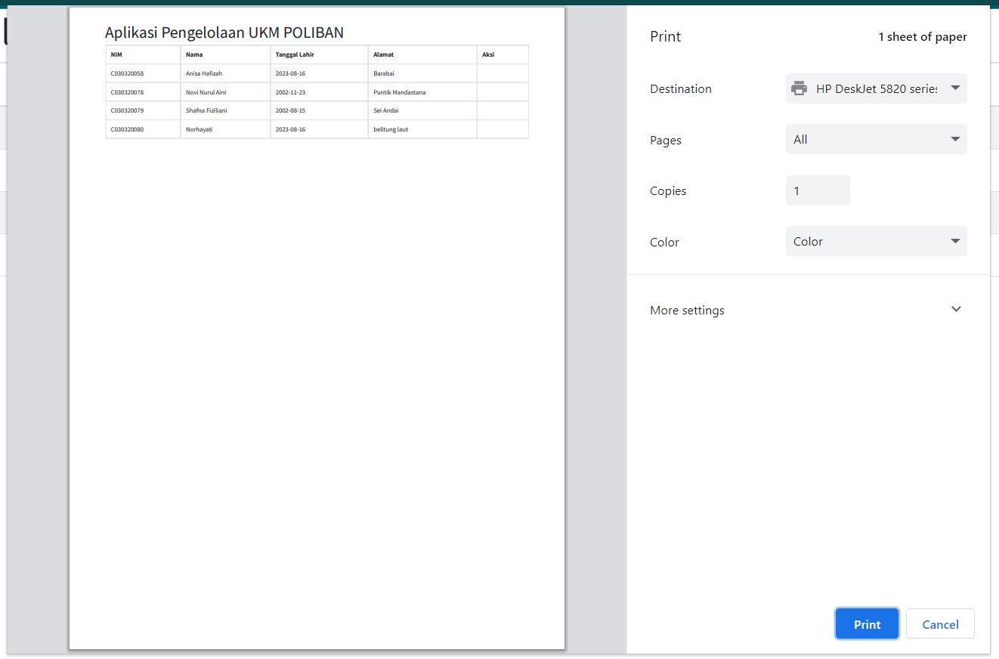 Aplikasi Pengelolaan UKM POLIBAN
NIM Nama Tanggal Lahir Alamat Aksi
C030320058 Anisa Hafizah 2023-08-16 Barabai
C030320078 Novi Nurul Aini 2002-11-23 Puntik Mandastana
C030320079 Shafna Fiziliani 2002-08-15 Sei Andai
C030320080 Norhayati 2023-08-16 belitung laut
Print 1 sheet of paper
Destination HP DeskJet 5820 series
Pages All
Copies 1
Color Color
More settings
Print Cancel